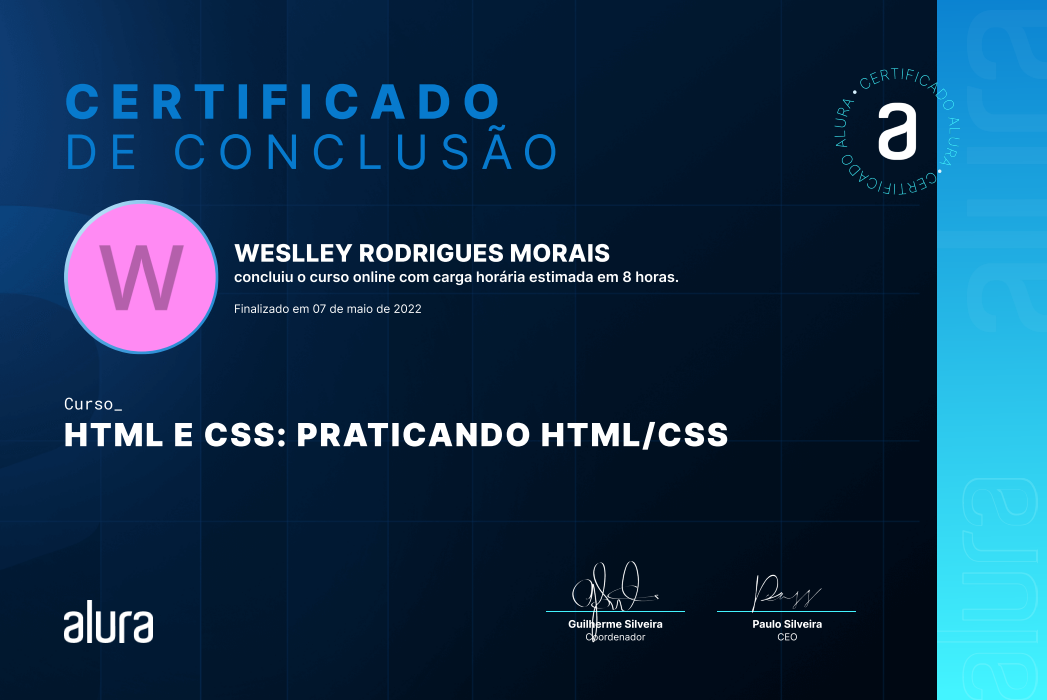 CERTIFICADO
DE CONCLUSÃO
CERTIFICADO ALURA • CERTIFICADO ALURA •
a
W
WESLLEY RODRIGUES MORAIS
concluiu o curso online com carga horária estimada em 8 horas.
Finalizado em 07 de maio de 2022
Curso_
HTML E CSS: PRATICANDO HTML/CSS
alura
Guilherme Silveira
Coordenador
Paulo Silveira
CEO
alura
alura